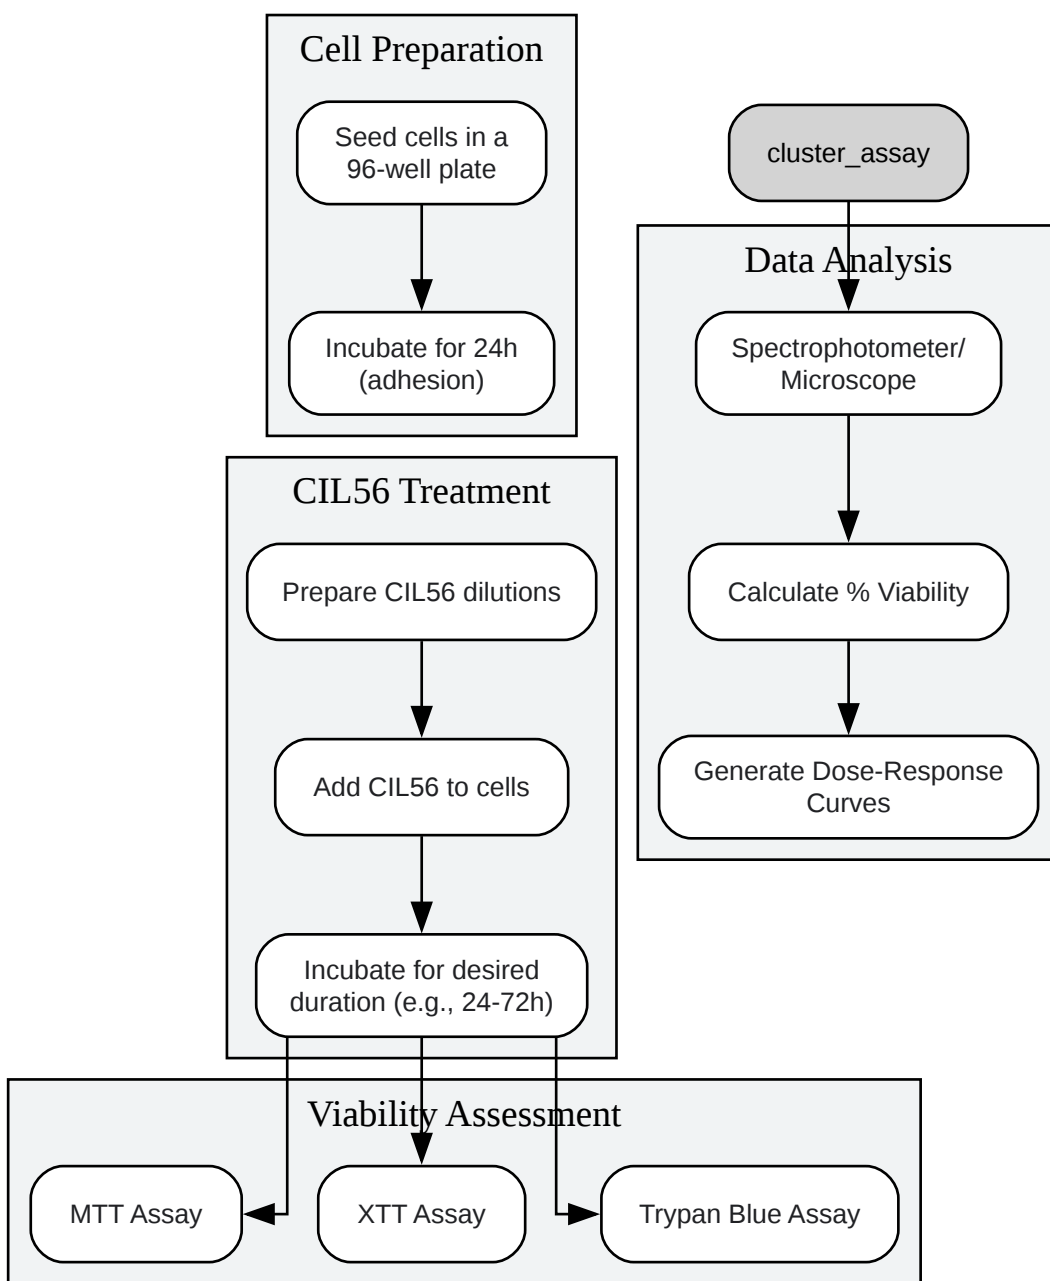 Cell Preparation
Seed cells in a
96-well plate
Incubate for 24h
(adhesion)
cluster_assay
Data Analysis
Spectrophotometer/
Microscope
Calculate % Viability
Generate Dose-Response
Curves
CIL56 Treatment
Prepare CIL56 dilutions
Add CIL56 to cells
Incubate for desired
duration (e.g., 24-72h)
Viability Assessment
MTT Assay
XTT Assay
Trypan Blue Assay